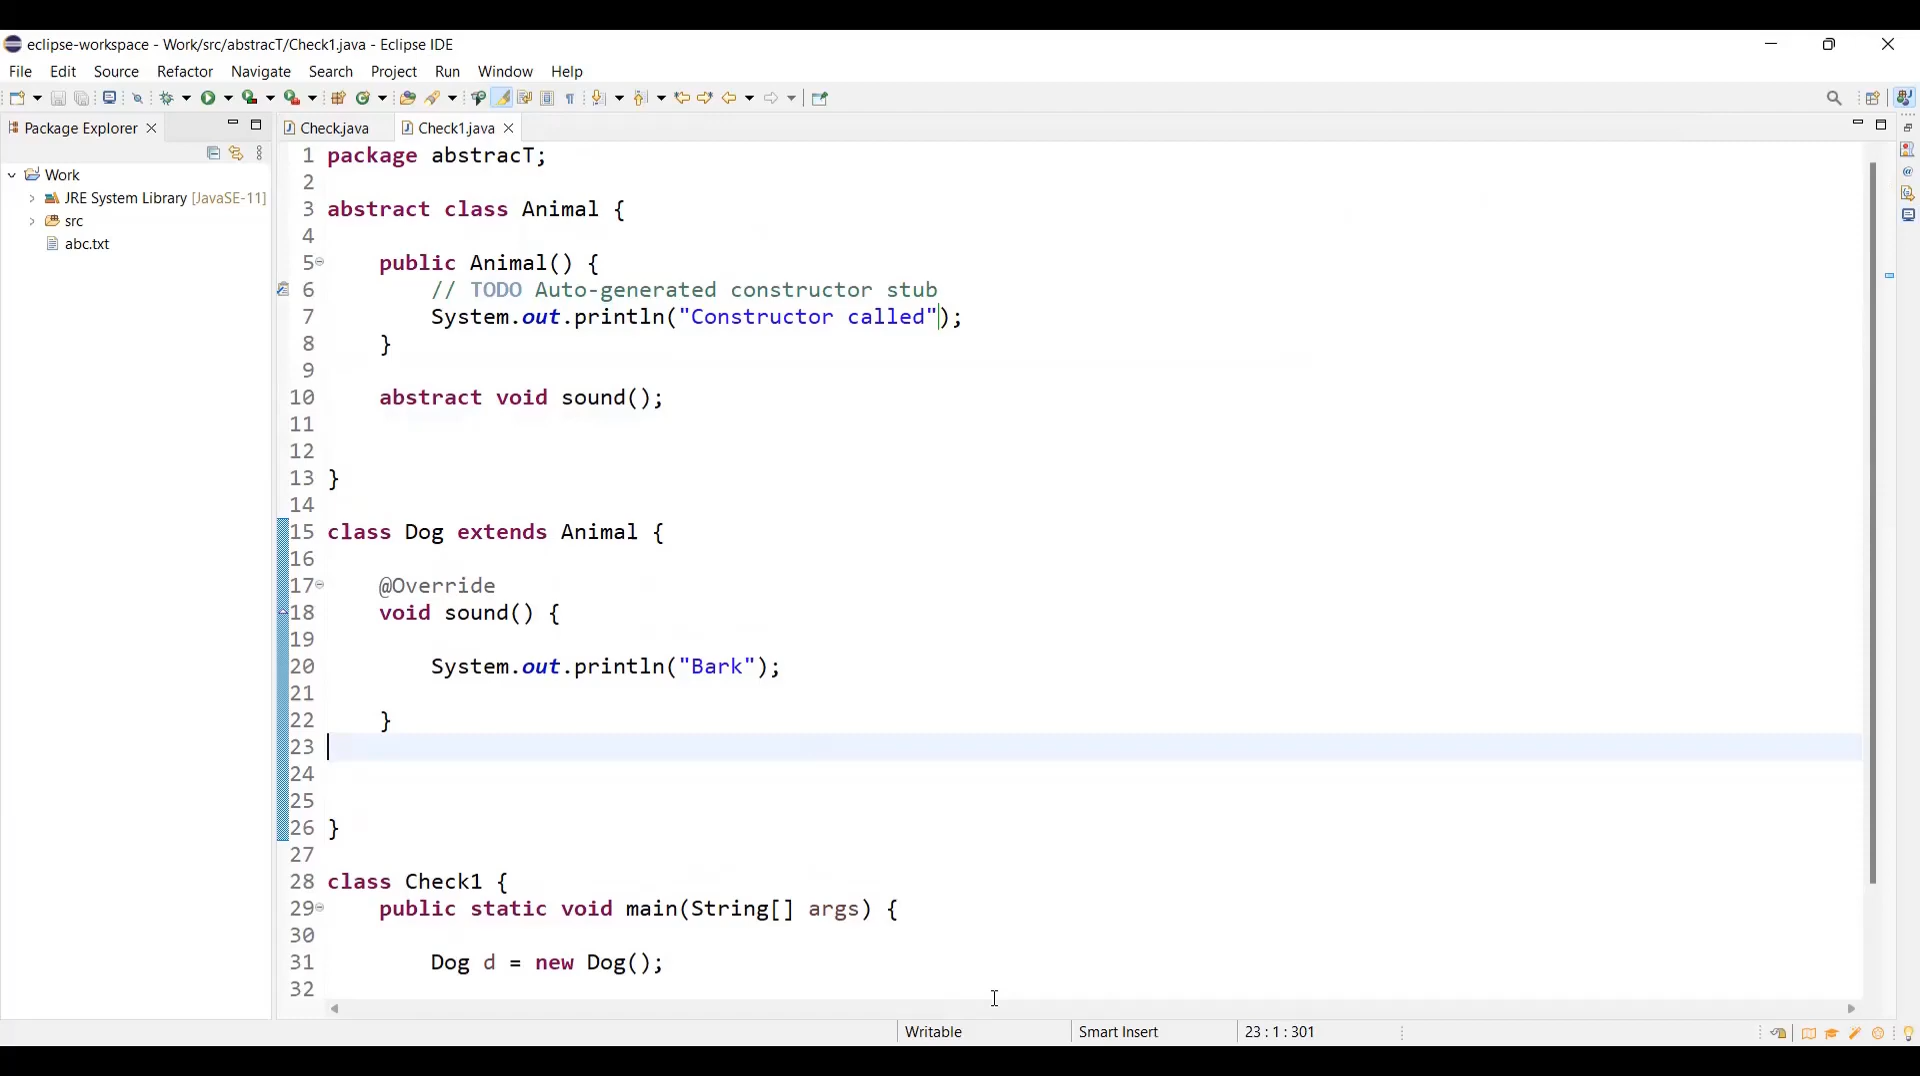 eclipse-workspace - Work/src/abstracT/Check1.java - Eclipse IDE
File Edit Source Refactor Navigate Search Project Run Window Help
Package Explorer
Check.java Check1.java
Work
JRE System Library [JavaSE-11]
src
abc.txt
1 package abstracT;
2
3 abstract class Animal {
4
5 public Animal() {
6 // TODO Auto-generated constructor stub
7 System.out.println("Constructor called");
8 }
9
10 abstract void sound();
11
12
13 }
14
15 class Dog extends Animal {
16
17 @Override
18 void sound() {
19
20 System.out.println("Bark");
21
22 }
23
24
25
26 }
27
28 class Check1 {
29 public static void main(String[] args) {
30
31 Dog d = new Dog();
32
Writable Smart Insert 23 : 1 : 301